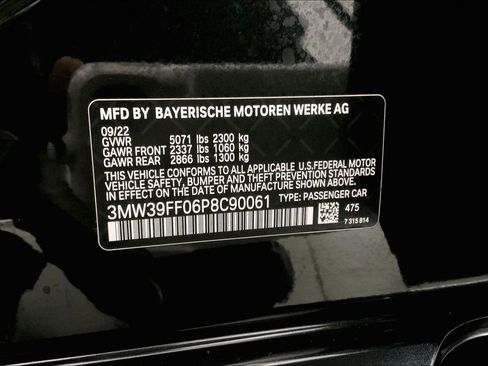 MFD BY BAYERISCHE MOTOREN WERKE AG
09/22
GVWR 5071 lbs 2300 kg
GAWR FRONT 2337 lbs 1060 kg
GAWR REAR 2866 lbs 1300 kg
THIS VEHICLE CONFORMS TO ALL APPLICABLE U.S.FEDERAL MOTOR
VEHICLE SAFETY, BUMPER AND THEFT PREVENTION STANDARDS
IN EFFECT ON THE DATE OF MANUFACTURE SHOWN ABOVE.
3MW39FF06P8C90061 TYPE: PASSENGER CAR
475
7 315 814